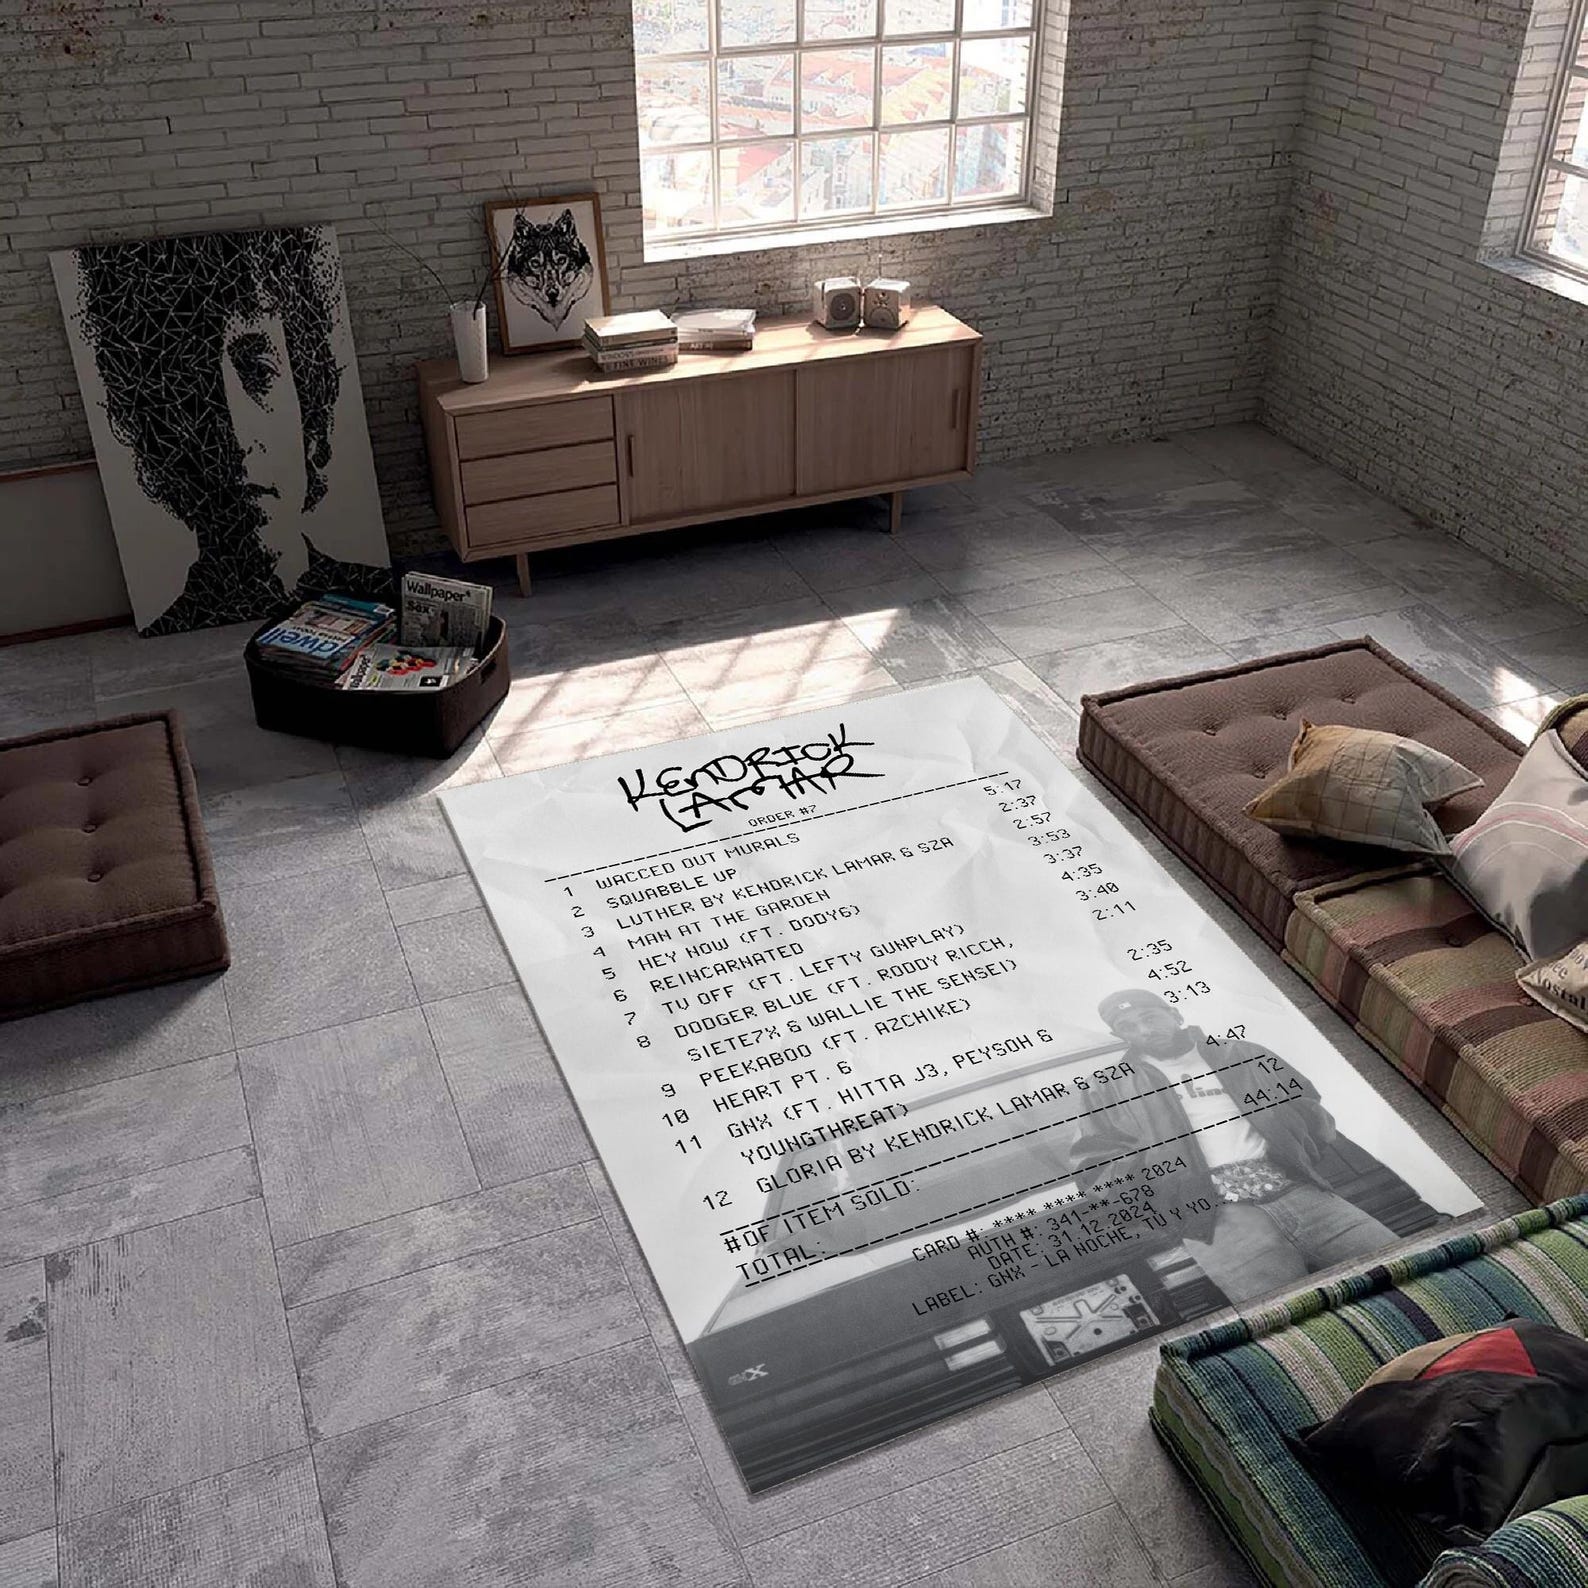 Wallpaper*
Sex
dwell
Wallpaper
FINE WINES
KENDRICK
LAMAR
ORDER #7
1 WACCED OUT MURALS 5:17
2 SQUABBLE UP 2:37
3 LUTHER BY KENDRICK LAMAR & SZA 2:57
4 MAN AT THE GARDEN 3:53
5 HEY NOW (FT. DODY6) 3:37
6 REINCARNATED 4:35
7 TV OFF (FT. LEFTY GUNPLAY) 3:40
8 DODGER BLUE (FT. RODDY RICCH, 2:11
SIETE7X & WALLIE THE SENSEI)
9 PEEKABOO (FT. AZCHIKE) 2:35
10 HEART PT. 6 4:52
11 GNX (FT. HITTA J3, PEYSOH & 3:13
YOUNGTHREAT)
12 GLORIA BY KENDRICK LAMAR & SZA 4:47
#OF ITEM SOLD: 12
TOTAL: 44:14
CARD #: **** **** **** 2024
AUTH #: 341-**-678
DATE: 31.12.2024
LABEL: GNX - LA NOCHE, TU Y YO...